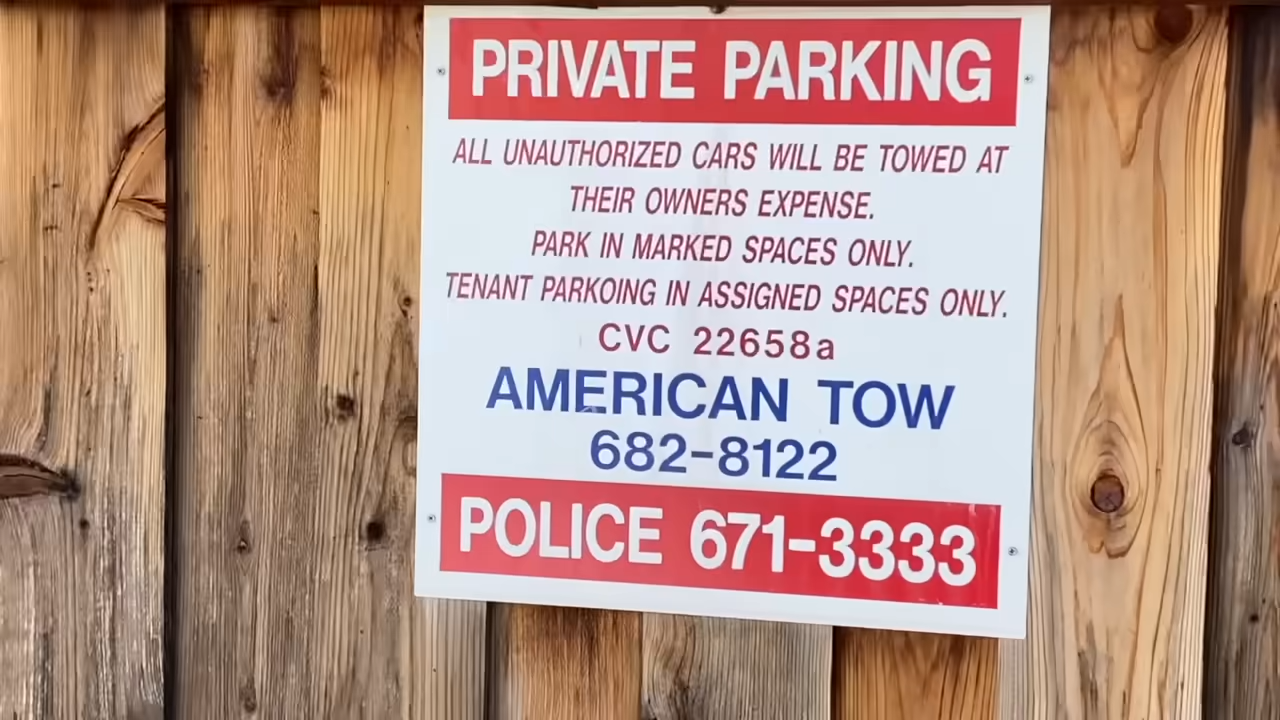 PRIVATE PARKING
ALL UNAUTHORIZED CARS WILL BE TOWED AT
THEIR OWNERS EXPENSE.
PARK IN MARKED SPACES ONLY.
TENANT PARKOING IN ASSIGNED SPACES ONLY.
CVC 22658a
AMERICAN TOW
682-8122
POLICE 671-3333